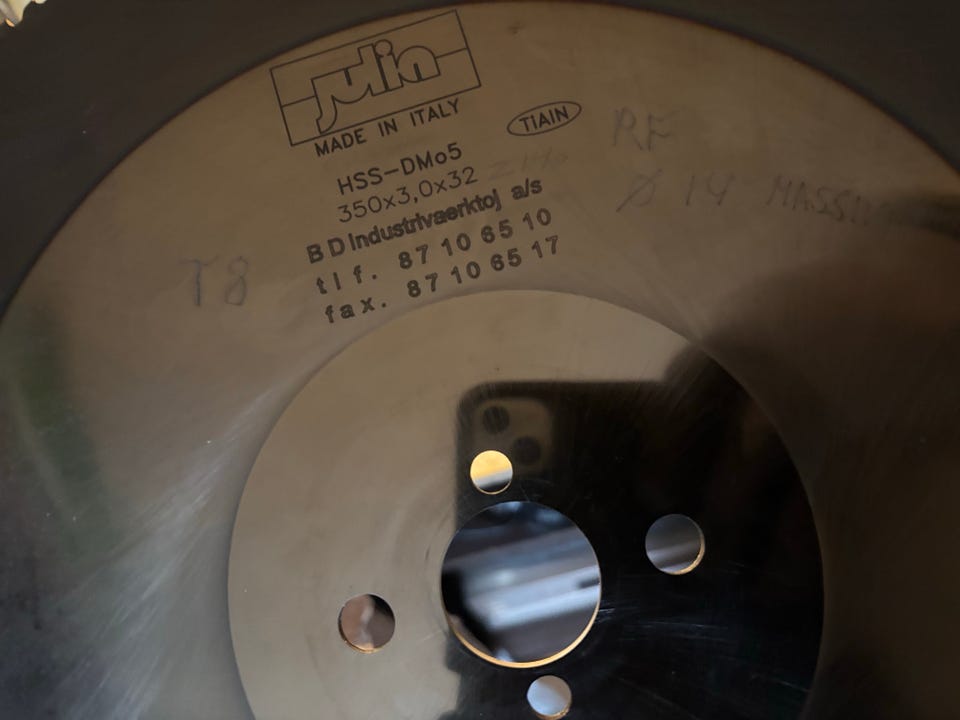 julia
MADE IN ITALY
TIAIN
HSS-DMo5
350x3,0x32
B D Industrivaerktoj a/s
tlf. 87 10 65 10
fax. 87 10 65 17
RF
Ø 14
T8